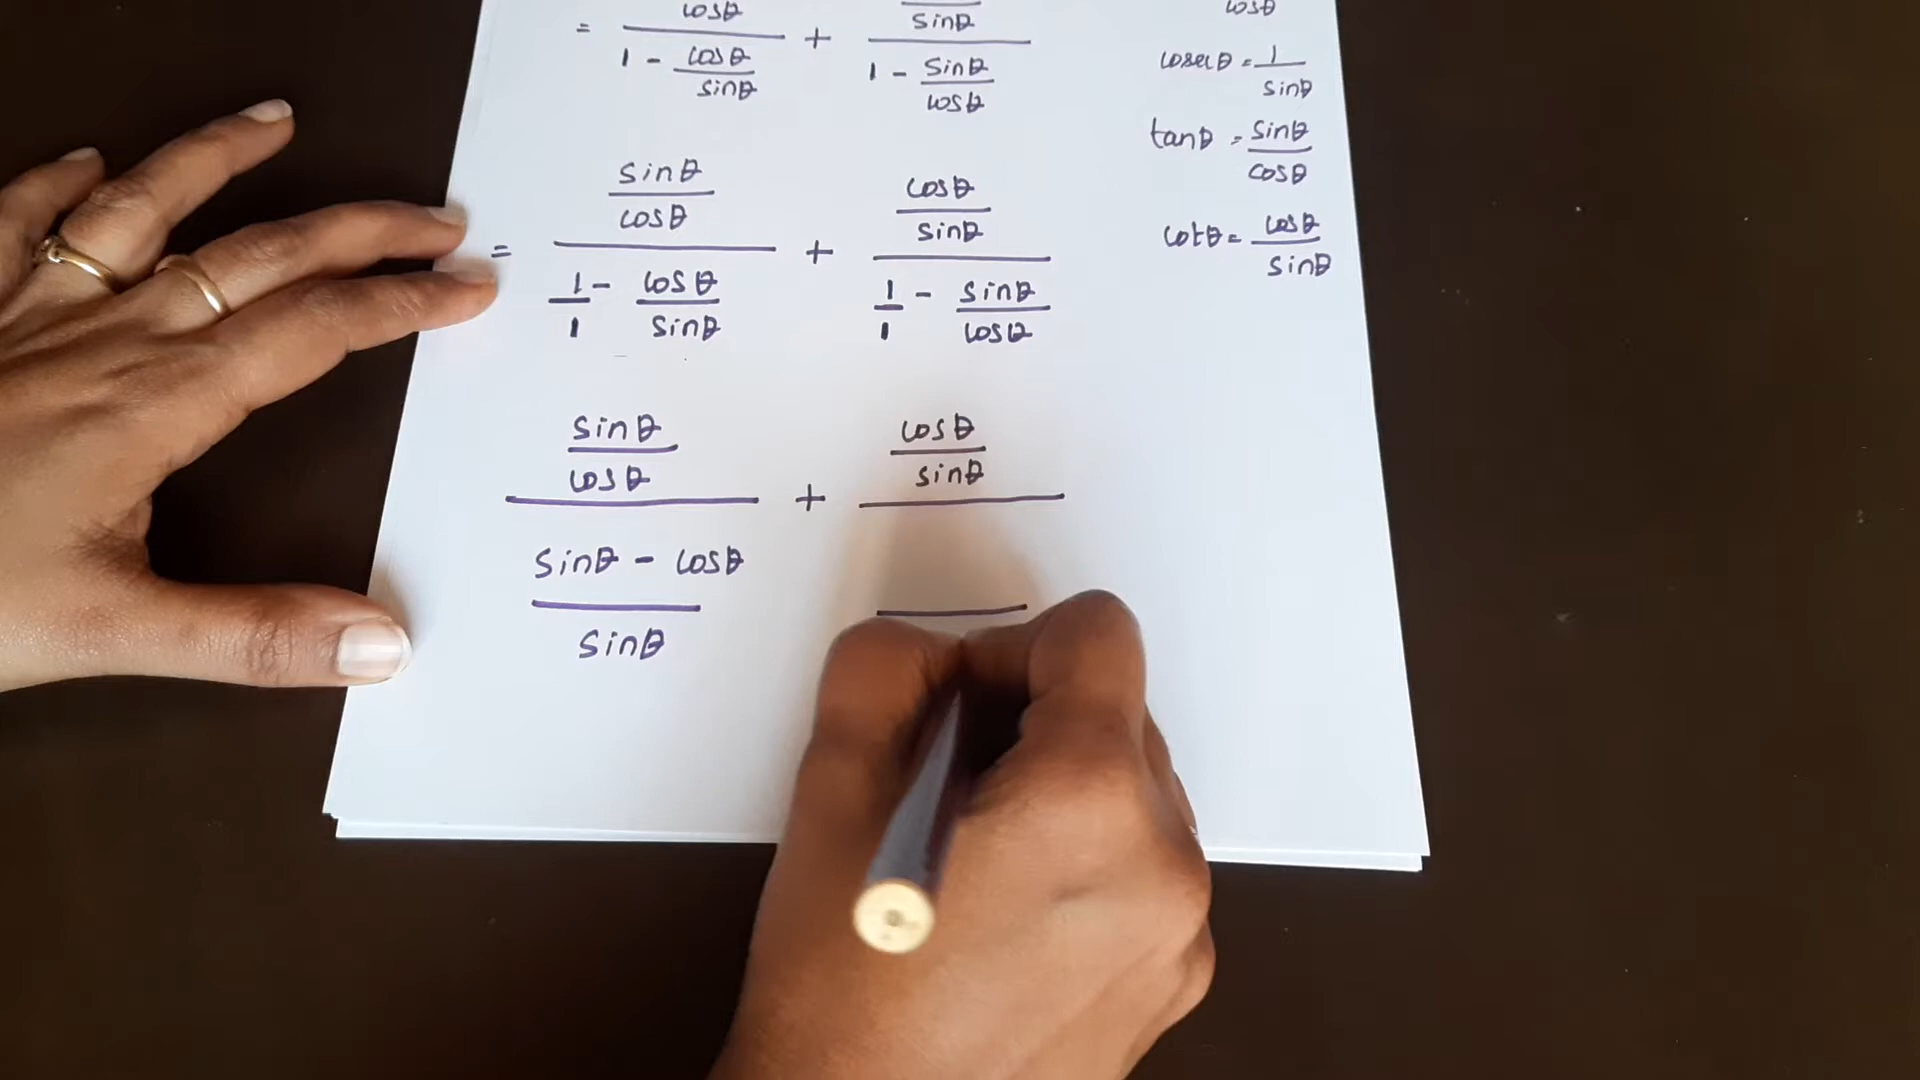 = cosθ / (1 - cosθ/sinθ) + /sinθ / (1 - sinθ/cosθ)
= (sinθ/cosθ) / (1/1 - cosθ/sinθ) + (cosθ/sinθ) / (1/1 - sinθ/cosθ)
(sinθ/cosθ) / ((sinθ - cosθ)/sinθ) + (cosθ/sinθ) /
cosθ
cosecθ = 1/sinθ
tanθ = sinθ/cosθ
cotθ = cosθ/sinθ